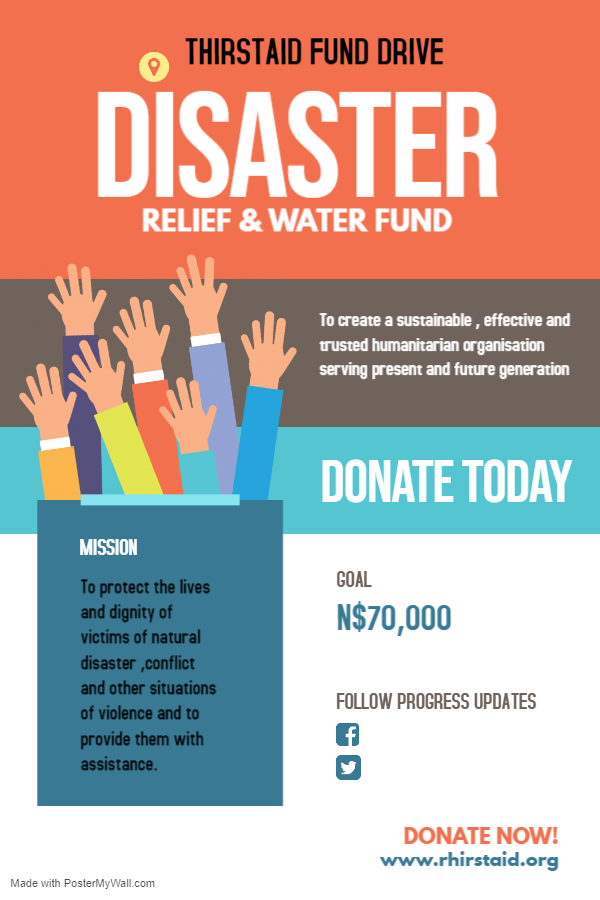 THIRSTAID FUND DRIVE
DISASTER
RELIEF & WATER FUND
To create a sustainable , effective and
trusted humanitarian organisation
serving present and future generation
DONATE TODAY
MISSION
To protect the lives
and dignity of
victims of natural
disaster ,conflict
and other situations
of violence and to
provide them with
assistance.
GOAL
N$70,000
FOLLOW PROGRESS UPDATES
DONATE NOW!
www.rhirstaid.org
Made with PosterMyWall.com